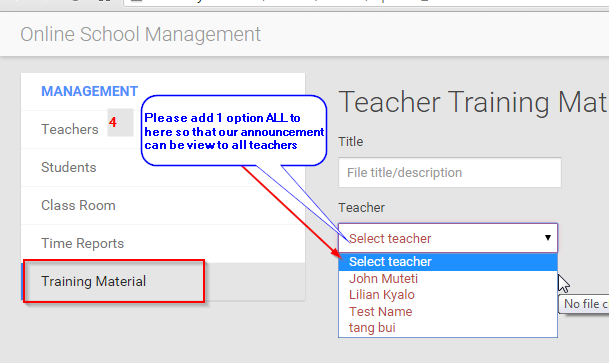 Online School Management
MANAGEMENT
Teachers
4
Students
Class Room
Time Reports
Training Material
Please add 1 option ALL to
here so that our announcement
can be view to all teachers
Teacher Training Mat
Title
File title/description
Teacher
Select teacher
Select teacher
John Muteti
Lilian Kyalo
Test Name
tang bui
No file c